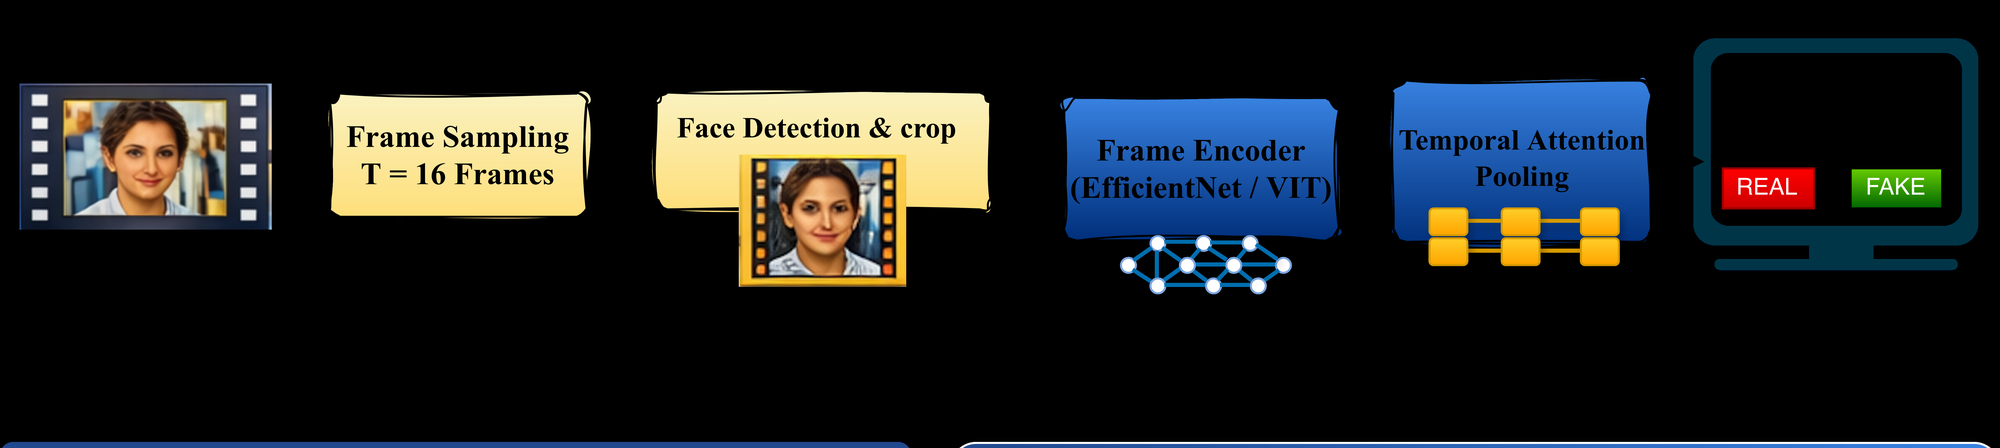 Frame Sampling
T = 16 Frames
Face Detection & crop
Frame Encoder
(EfficientNet / VIT)
Temporal Attention
Pooling
REAL
FAKE